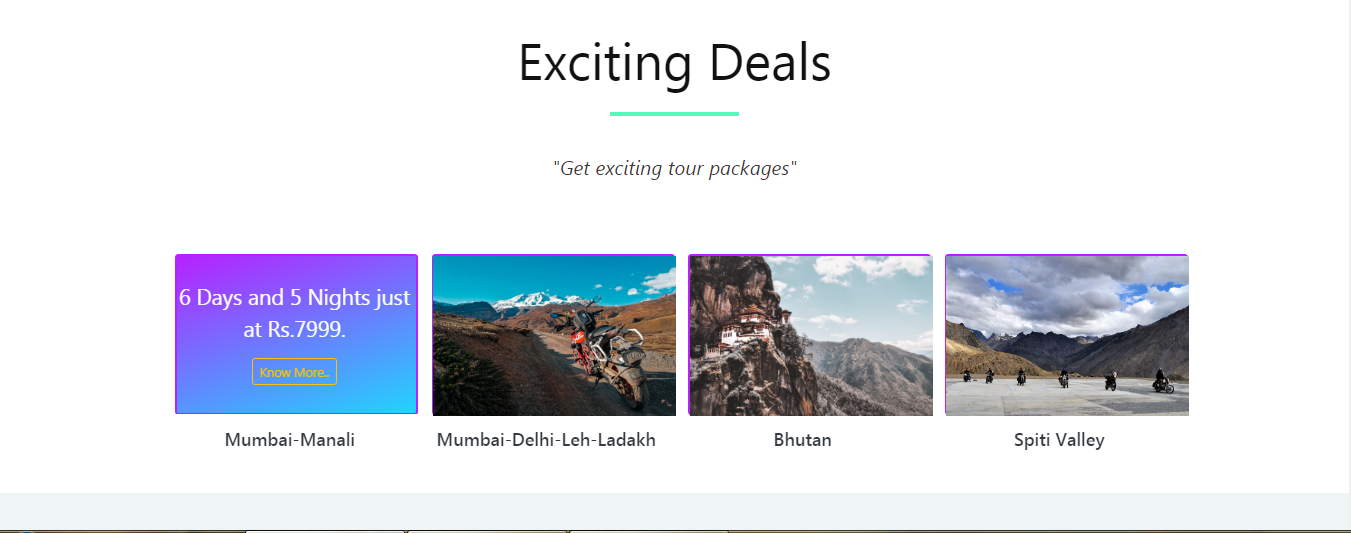 Exciting Deals
"Get exciting tour packages"
6 Days and 5 Nights just
at Rs.7999.
Know More..
Mumbai-Manali
Mumbai-Delhi-Leh-Ladakh
Bhutan
Spiti Valley